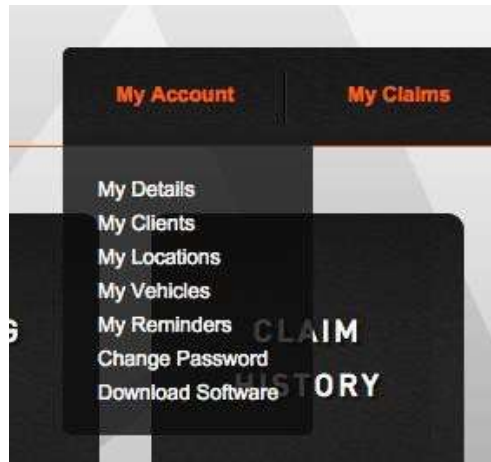 My Account
My Claims
My Details
My Clients
My Locations
My Vehicles
My Reminders
Change Password
Download Software
G
CLAIM
HISTORY